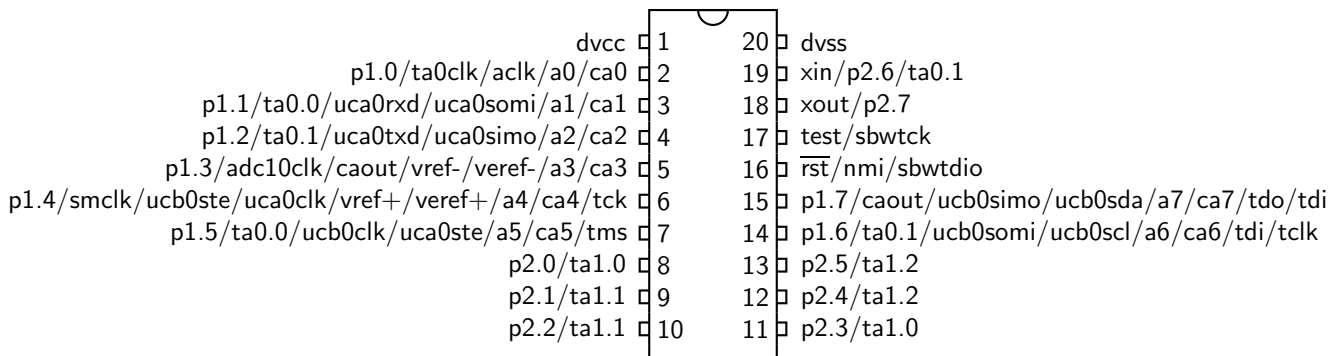 dvcc 1 20 dvss
p1.0/ta0clk/aclk/a0/ca0 2 19 xin/p2.6/ta0.1
p1.1/ta0.0/uca0rxd/uca0somi/a1/ca1 3 18 xout/p2.7
p1.2/ta0.1/uca0txd/uca0simo/a2/ca2 4 17 test/sbwtck
p1.3/adc10clk/caout/vref-/veref-/a3/ca3 5 16 r̅s̅t̅/nmi/sbwtdio
p1.4/smclk/ucb0ste/uca0clk/vref+/veref+/a4/ca4/tck 6 15 p1.7/caout/ucb0simo/ucb0sda/a7/ca7/tdo/tdi
p1.5/ta0.0/ucb0clk/uca0ste/a5/ca5/tms 7 14 p1.6/ta0.1/ucb0somi/ucb0scl/a6/ca6/tdi/tclk
p2.0/ta1.0 8 13 p2.5/ta1.2
p2.1/ta1.1 9 12 p2.4/ta1.2
p2.2/ta1.1 10 11 p2.3/ta1.0